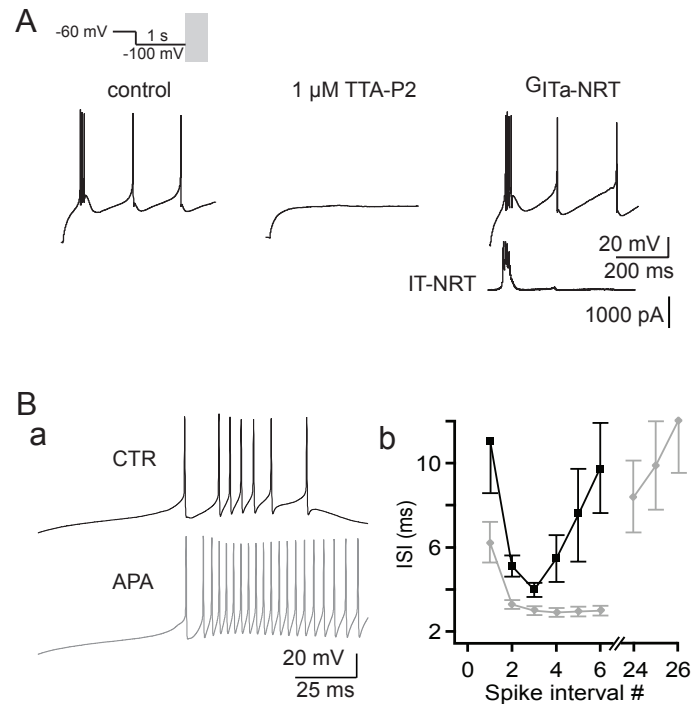 A
-60 mV
1 s
-100 mV
control
1 µM TTA-P2
GITa-NRT
20 mV
200 ms
IT-NRT
1000 pA
B
a
b
CTR
APA
20 mV
25 ms
ISI (ms)
10
6
2
0 2 4 6 24 26
Spike interval #